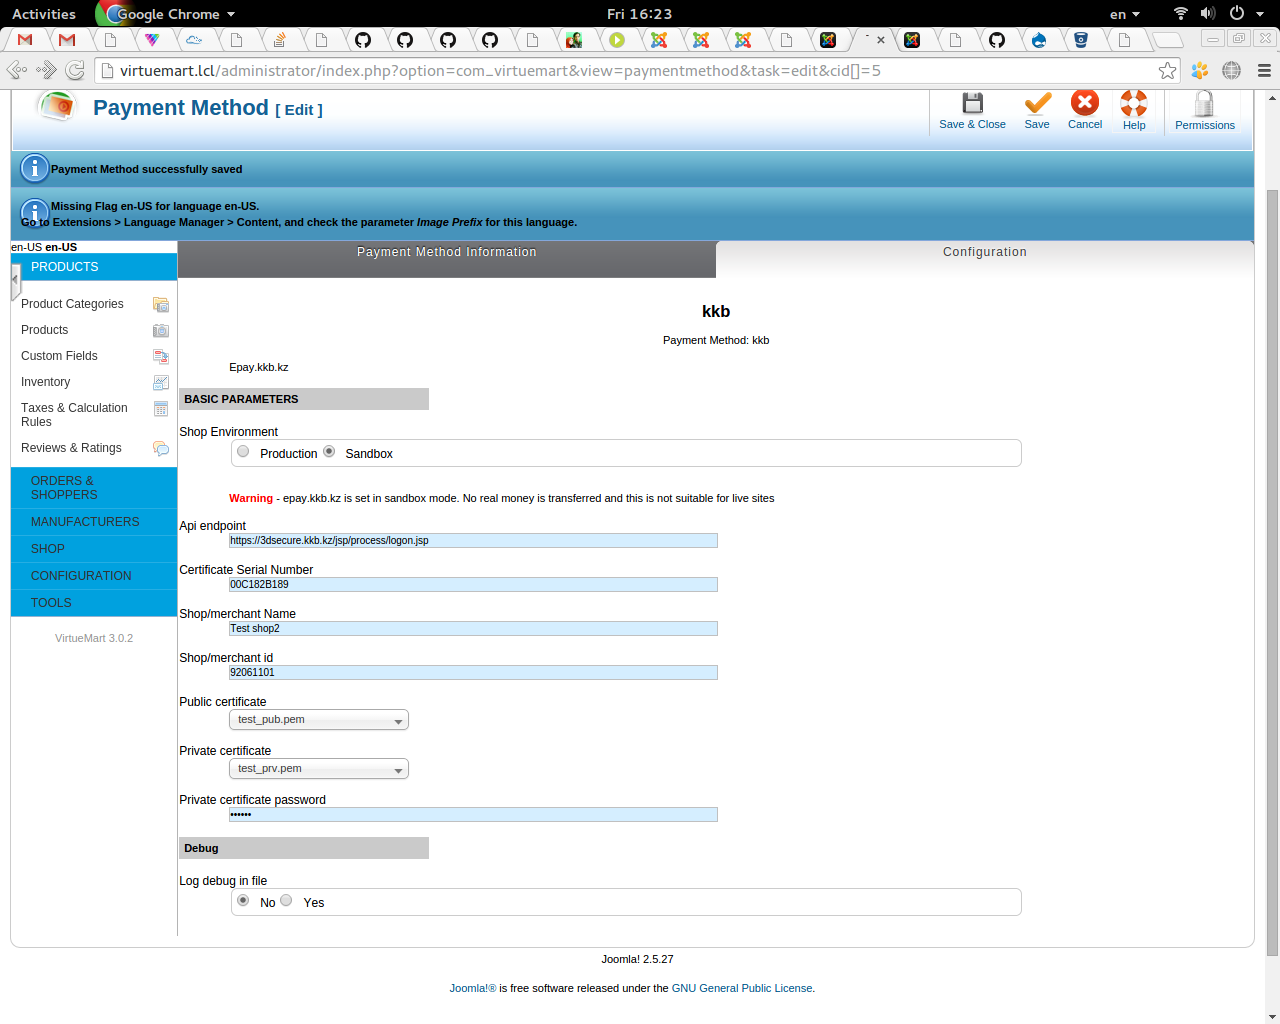 Activities Google Chrome Fri 16:23 en
virtuemart.lcl/administrator/index.php?option=com_virtuemart&view=paymentmethod&task=edit&cid[]=5
Payment Method [ Edit ]
Save & Close Save Cancel Help Permissions
Payment Method successfully saved
Missing Flag en-US for language en-US.
Go to Extensions > Language Manager > Content, and check the parameter Image Prefix for this language.
en-US en-US
PRODUCTS
Product Categories
Products
Custom Fields
Inventory
Taxes & Calculation
Rules
Reviews & Ratings
ORDERS &
SHOPPERS
MANUFACTURERS
SHOP
CONFIGURATION
TOOLS
VirtueMart 3.0.2
Payment Method Information Configuration
kkb
Payment Method: kkb
Epay.kkb.kz
BASIC PARAMETERS
Shop Environment
Production Sandbox
Warning - epay.kkb.kz is set in sandbox mode. No real money is transferred and this is not suitable for live sites
Api endpoint
https://3dsecure.kkb.kz/jsp/process/logon.jsp
Certificate Serial Number
00C182B189
Shop/merchant Name
Test shop2
Shop/merchant id
92061101
Public certificate
test_pub.pem
Private certificate
test_prv.pem
Private certificate password
••••••
Debug
Log debug in file
No Yes
Joomla! 2.5.27
Joomla!® is free software released under the GNU General Public License.